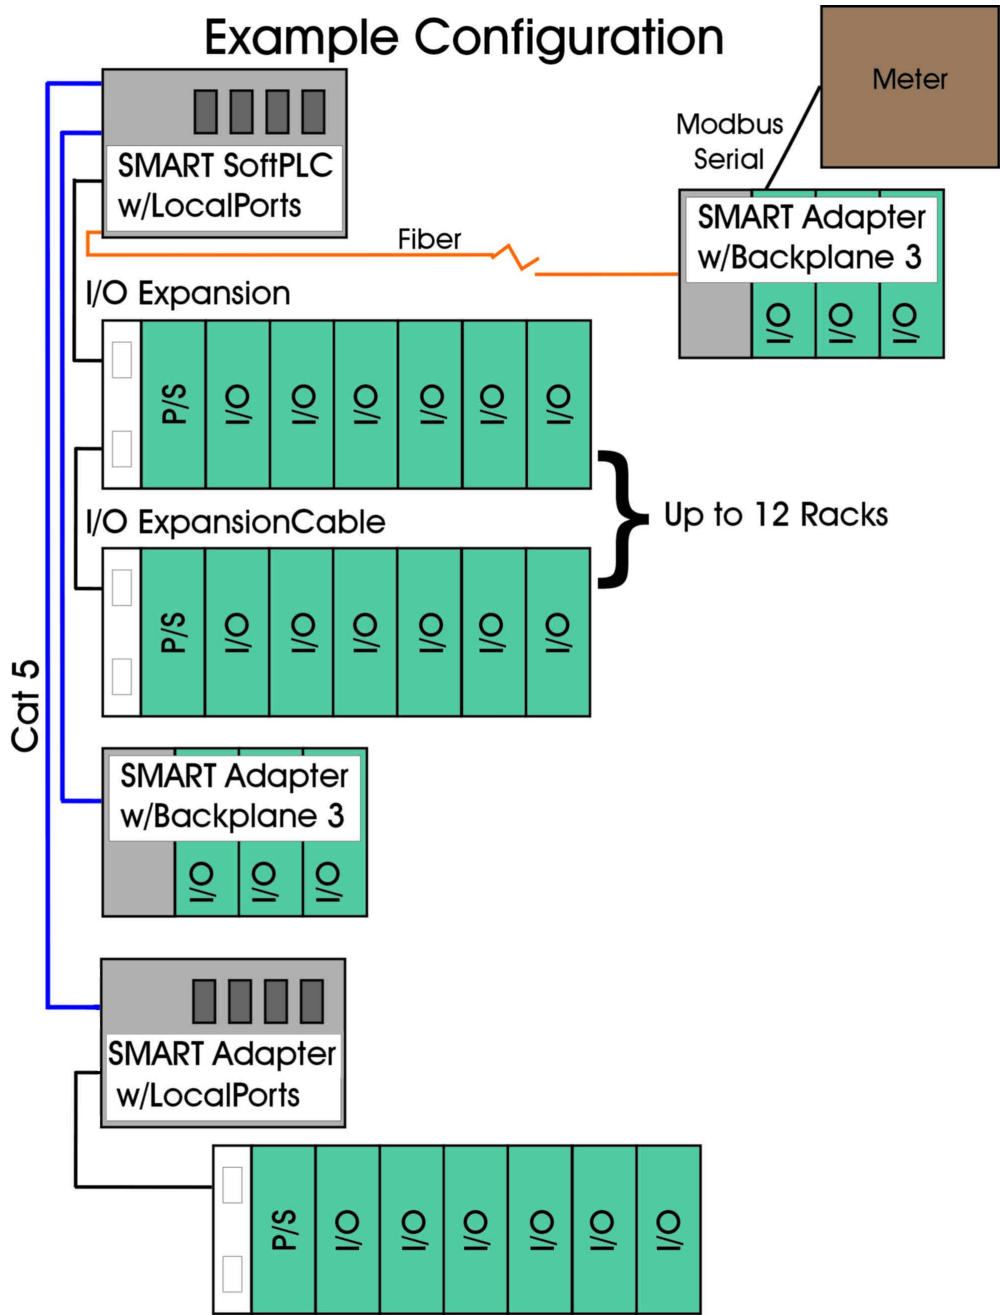 Example Configuration
Meter
Modbus
Serial
SMART SoftPLC
w/LocalPorts
SMART Adapter
w/Backplane 3
I/O I/O I/O
Fiber
I/O Expansion
P/S I/O I/O I/O I/O I/O I/O
Up to 12 Racks
I/O ExpansionCable
P/S I/O I/O I/O I/O I/O I/O
Cat 5
SMART Adapter
w/Backplane 3
I/O I/O I/O
SMART Adapter
w/LocalPorts
P/S I/O I/O I/O I/O I/O I/O